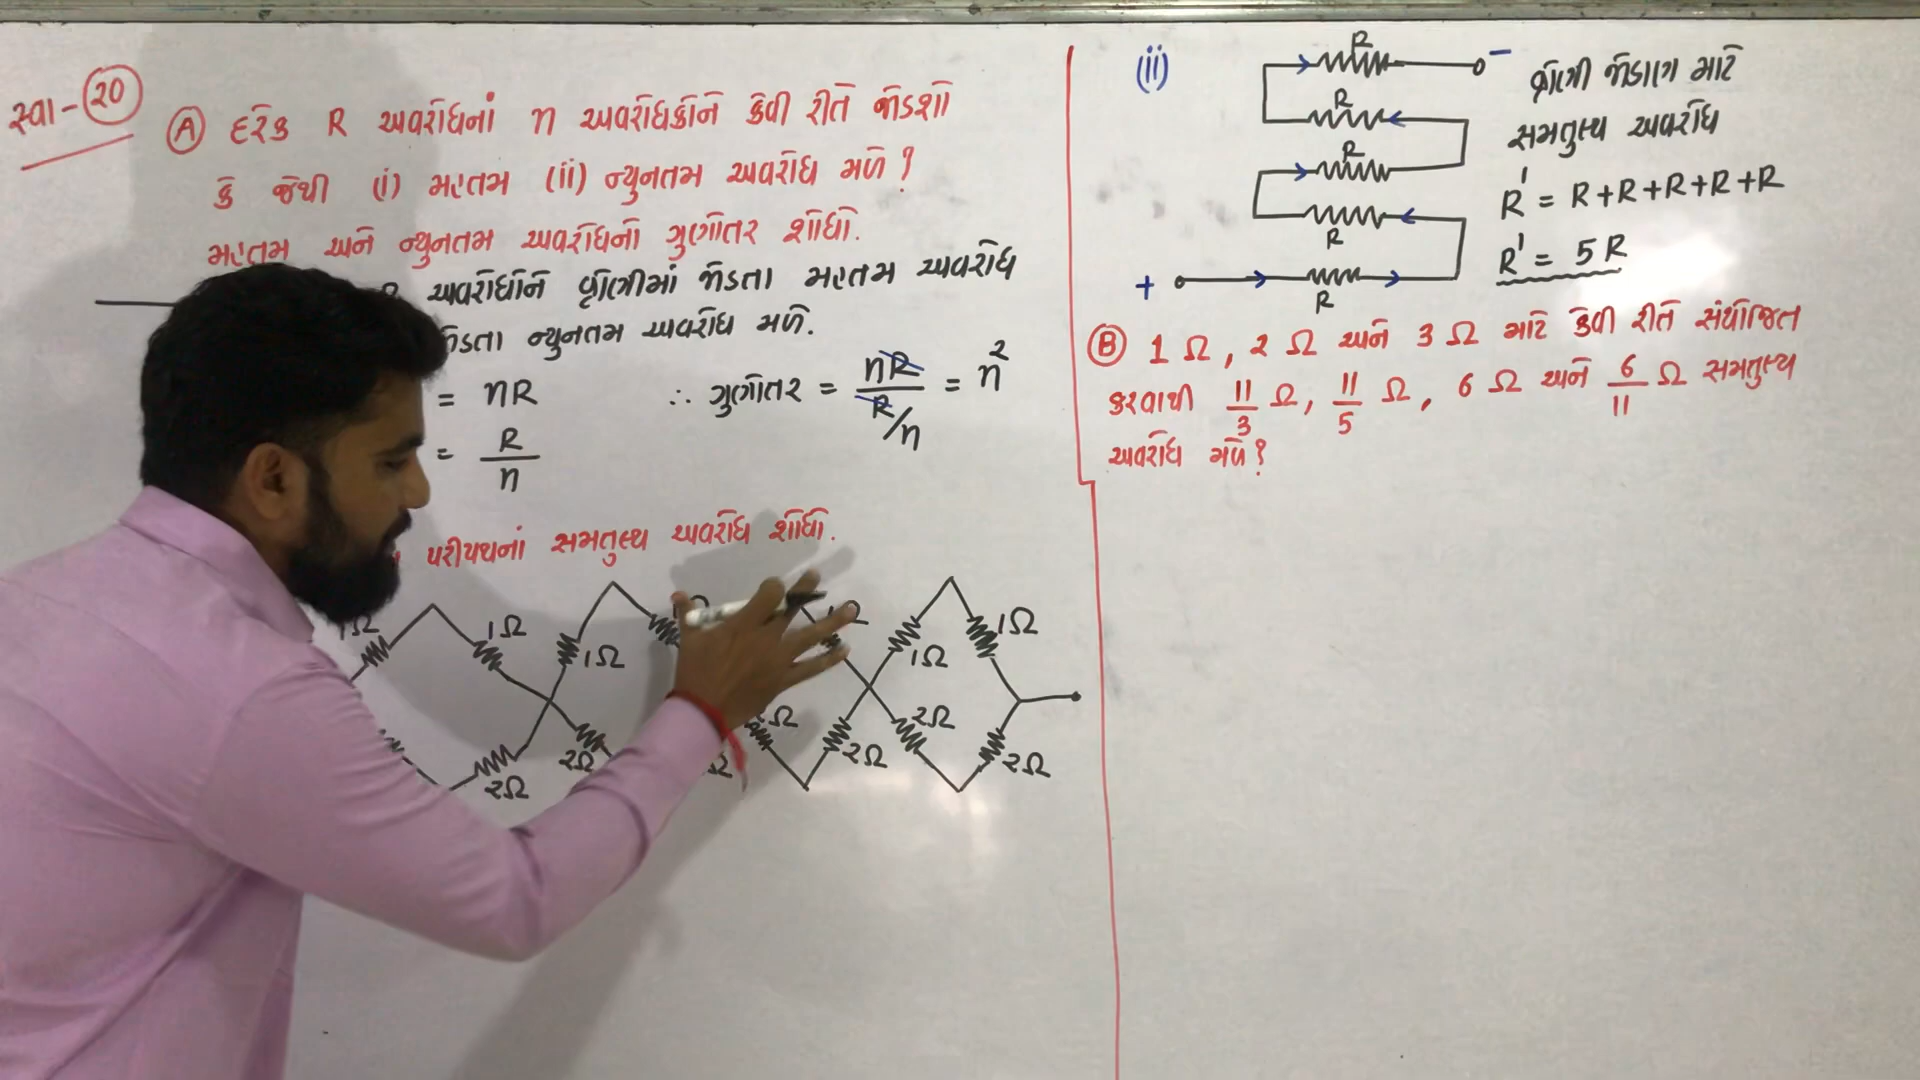 સ્વા - 20
(A) દરેક R અવરોધનાં n અવરોધકોને કેવી રીતે જોડશો
કે જેથી (i) મહત્તમ (ii) ન્યુનતમ અવરોધ મળે ?
મહત્તમ અને ન્યુનતમ અવરોધનો ગુણોતર શોધો.
અવરોધોને શ્રેણીમાં જોડતા મહત્તમ અવરોધ
જોડતા ન્યુનતમ અવરોધ મળે.
= nR
= R/n
∴ ગુણોતર = nR / R/n = n²
પરીપથનાં સમતુલ્ય અવરોધ શોધો.
1Ω 1Ω 1Ω 1Ω 1Ω 1Ω
2Ω 2Ω 2Ω 2Ω 2Ω 2Ω
(ii)
R
R
R
R
R
+
−
શ્રેણી જોડાણ માટે
સમતુલ્ય અવરોધ
R' = R+R+R+R+R
R' = 5R
(B) 1 Ω, 2 Ω અને 3 Ω માટે કેવી રીતે સંયોજિત
કરવાથી 11/3 Ω, 11/5 Ω, 6 Ω અને 6/11 Ω સમતુલ્ય
અવરોધ મળે ?